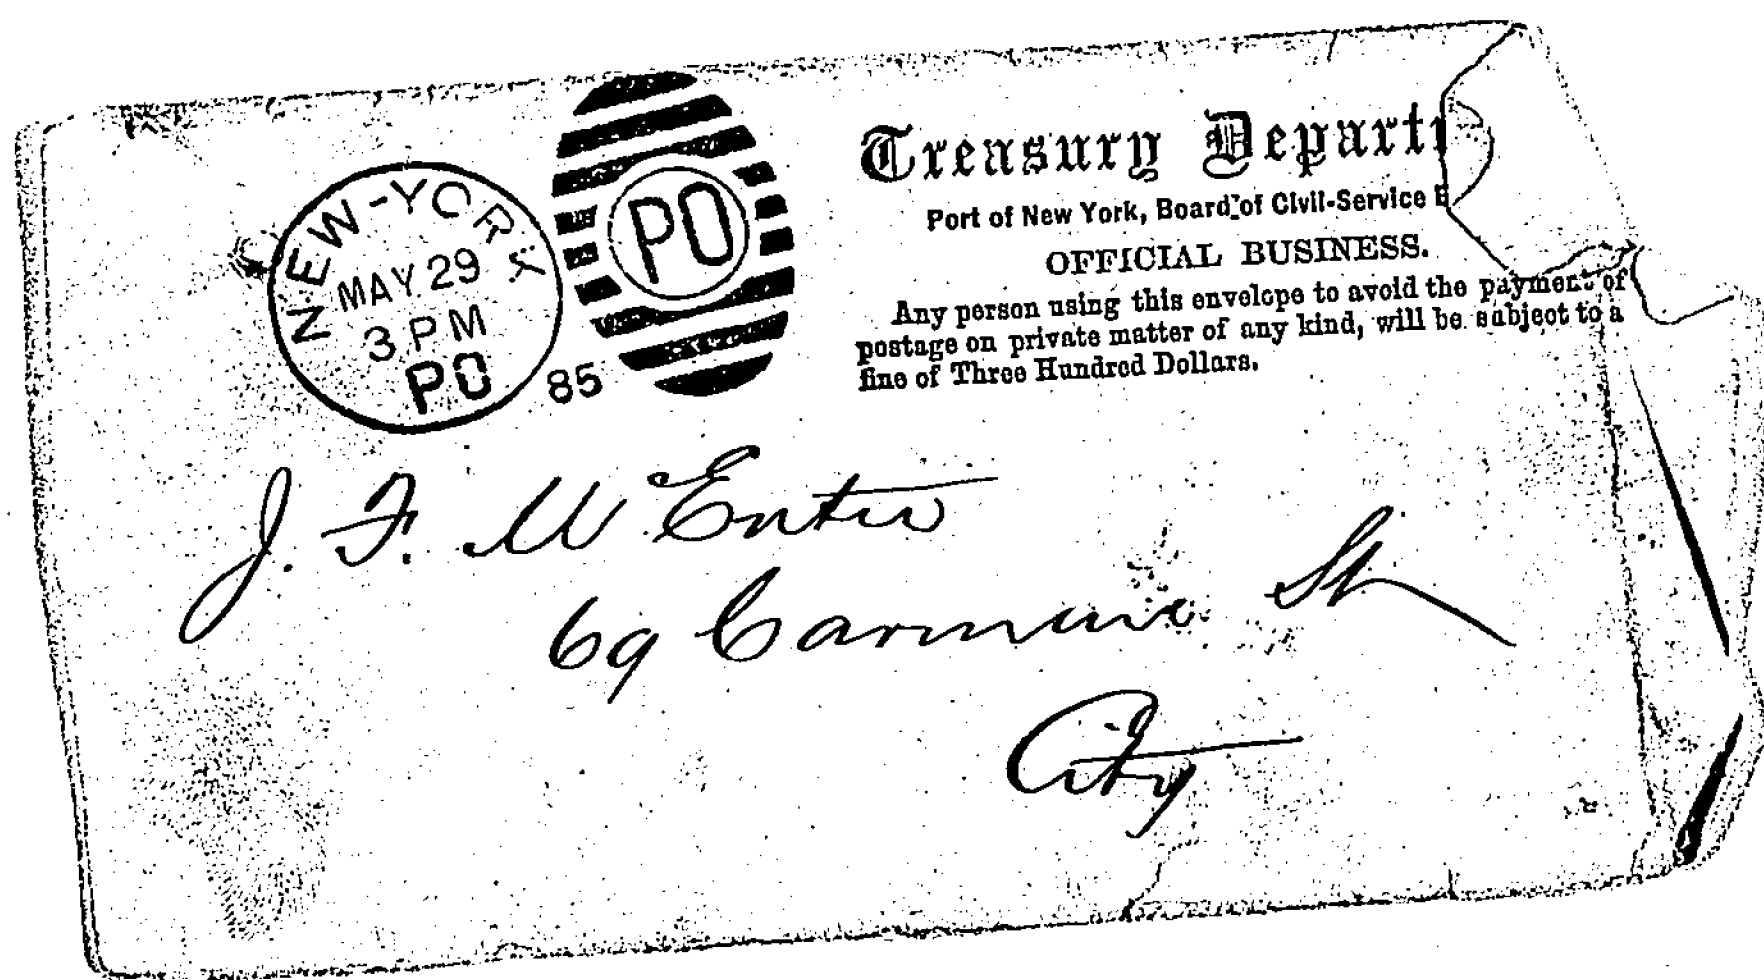 NEW-YORK
MAY 29
3 PM
PO
85
PO
Treasury Depart
Port of New York, Board of Civil-Service
OFFICIAL BUSINESS.
Any person using this envelope to avoid the payment of
postage on private matter of any kind, will be subject to a
fine of Three Hundred Dollars.
J. F. McEntee
69 Carmine St
City